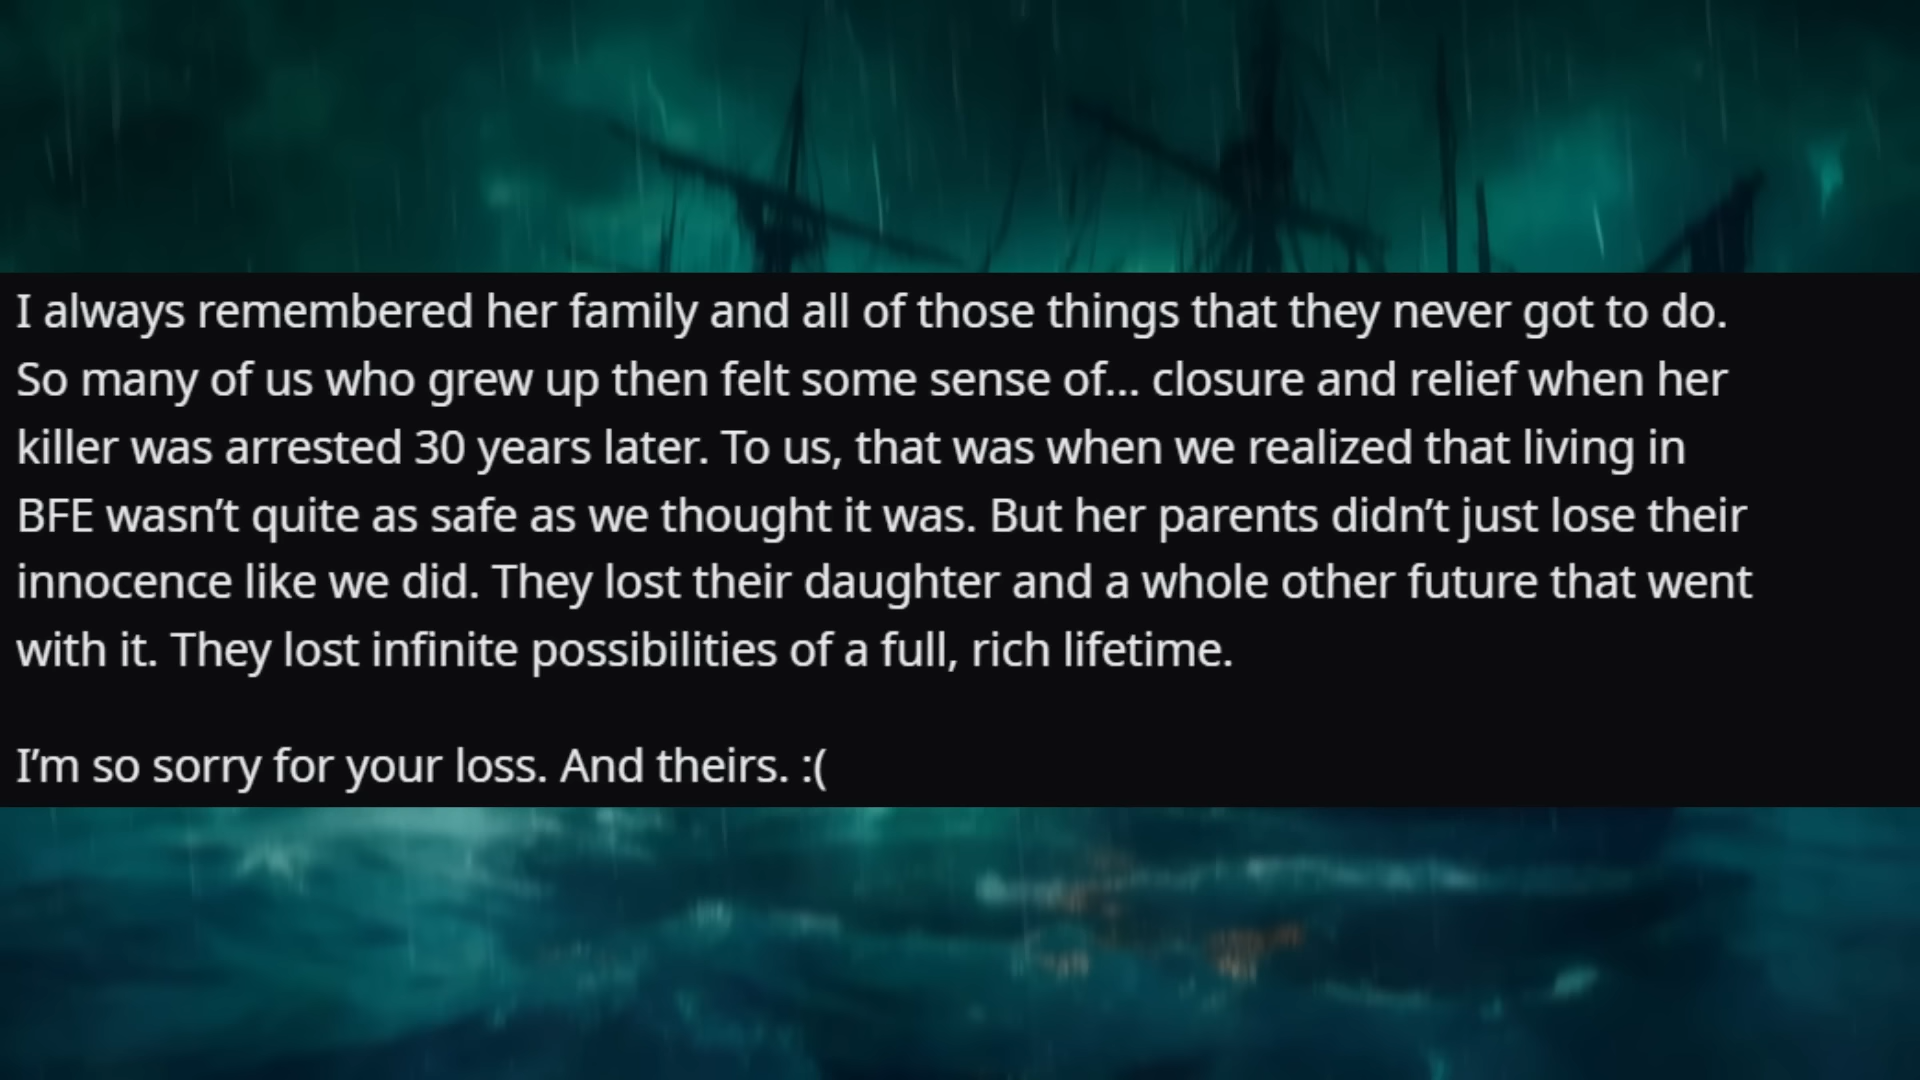 I always remembered her family and all of those things that they never got to do.
So many of us who grew up then felt some sense of… closure and relief when her
killer was arrested 30 years later. To us, that was when we realized that living in
BFE wasn’t quite as safe as we thought it was. But her parents didn’t just lose their
innocence like we did. They lost their daughter and a whole other future that went
with it. They lost infinite possibilities of a full, rich lifetime.
I’m so sorry for your loss. And theirs. :(